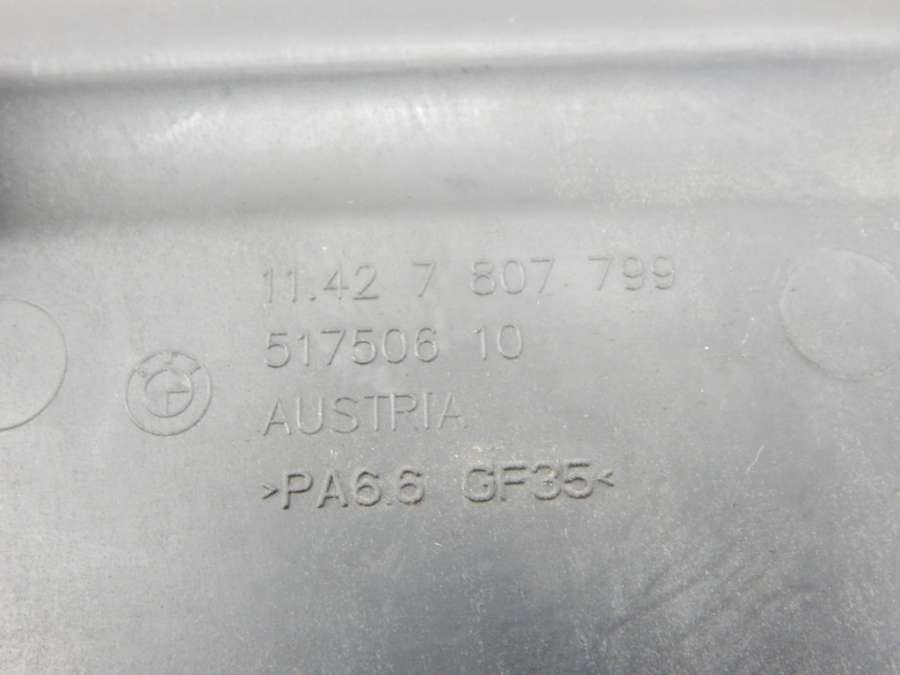 11.42 7 807 799
517506 10
AUSTRIA
>PA6.6 GF35<